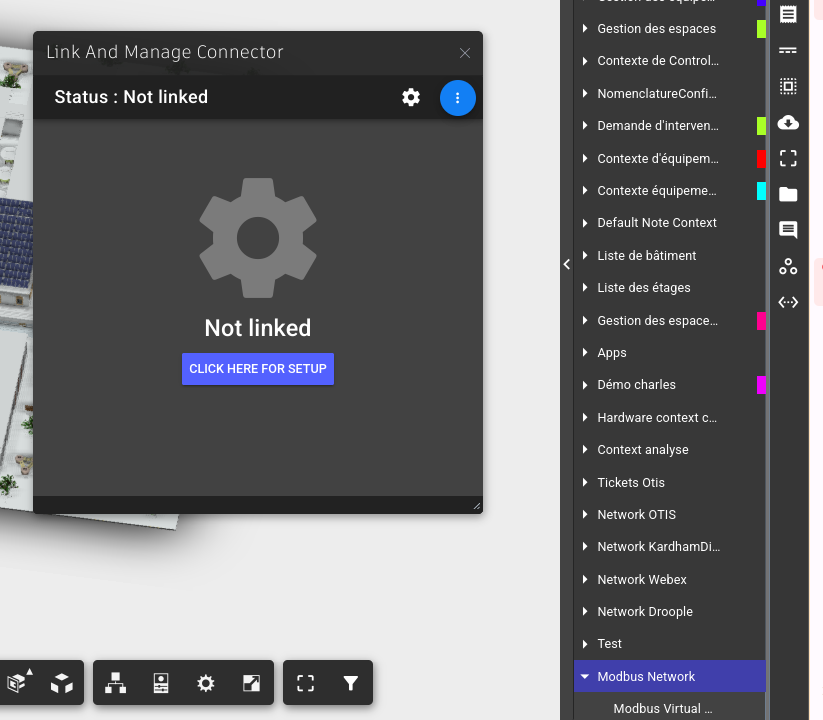 Link And Manage Connector
Status : Not linked
Not linked
CLICK HERE FOR SETUP
Gestion des espaces
Contexte de Control...
NomenclatureConfi...
Demande d'interven...
Contexte d'équipem...
Contexte équipeme...
Default Note Context
Liste de bâtiment
Liste des étages
Gestion des espace...
Apps
Démo charles
Hardware context c...
Context analyse
Tickets Otis
Network OTIS
Network KardhamDi...
Network Webex
Network Droople
Test
Modbus Network
Modbus Virtual ...